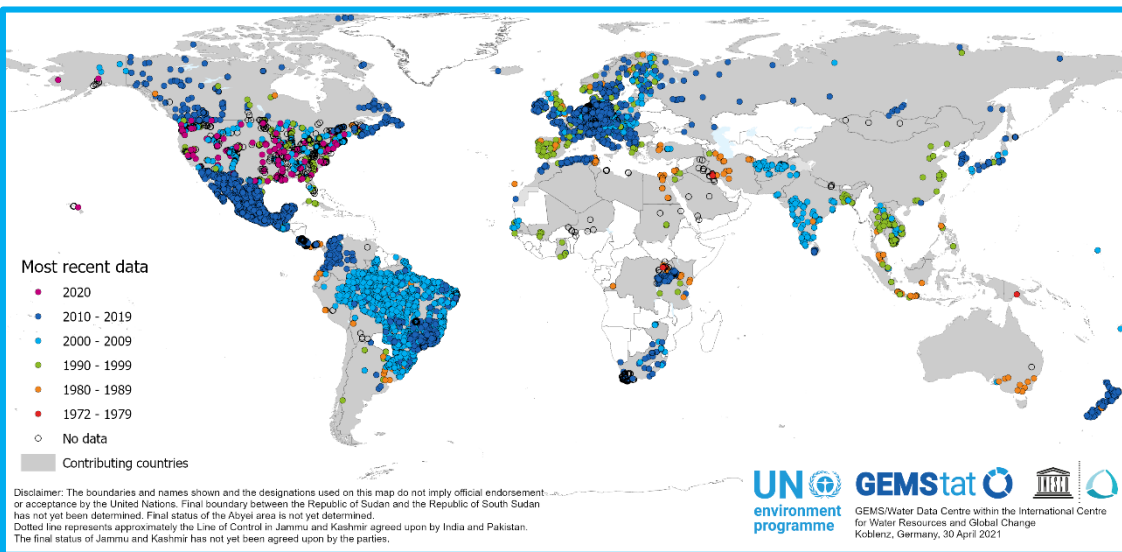 Most recent data
2020
2010 - 2019
2000 - 2009
1990 - 1999
1980 - 1989
1972 - 1979
No data
Contributing countries
Disclaimer: The boundaries and names shown and the designations used on this map do not imply official endorsement
or acceptance by the United Nations. Final boundary between the Republic of Sudan and the Republic of South Sudan
has not yet been determined. Final status of the Abyei area is not yet determined.
Dotted line represents approximately the Line of Control in Jammu and Kashmir agreed upon by India and Pakistan.
The final status of Jammu and Kashmir has not yet been agreed upon by the parties.
UN
environment
programme
GEMStat
GEMS/Water Data Centre within the International Centre
for Water Resources and Global Change
Koblenz, Germany, 30 April 2021